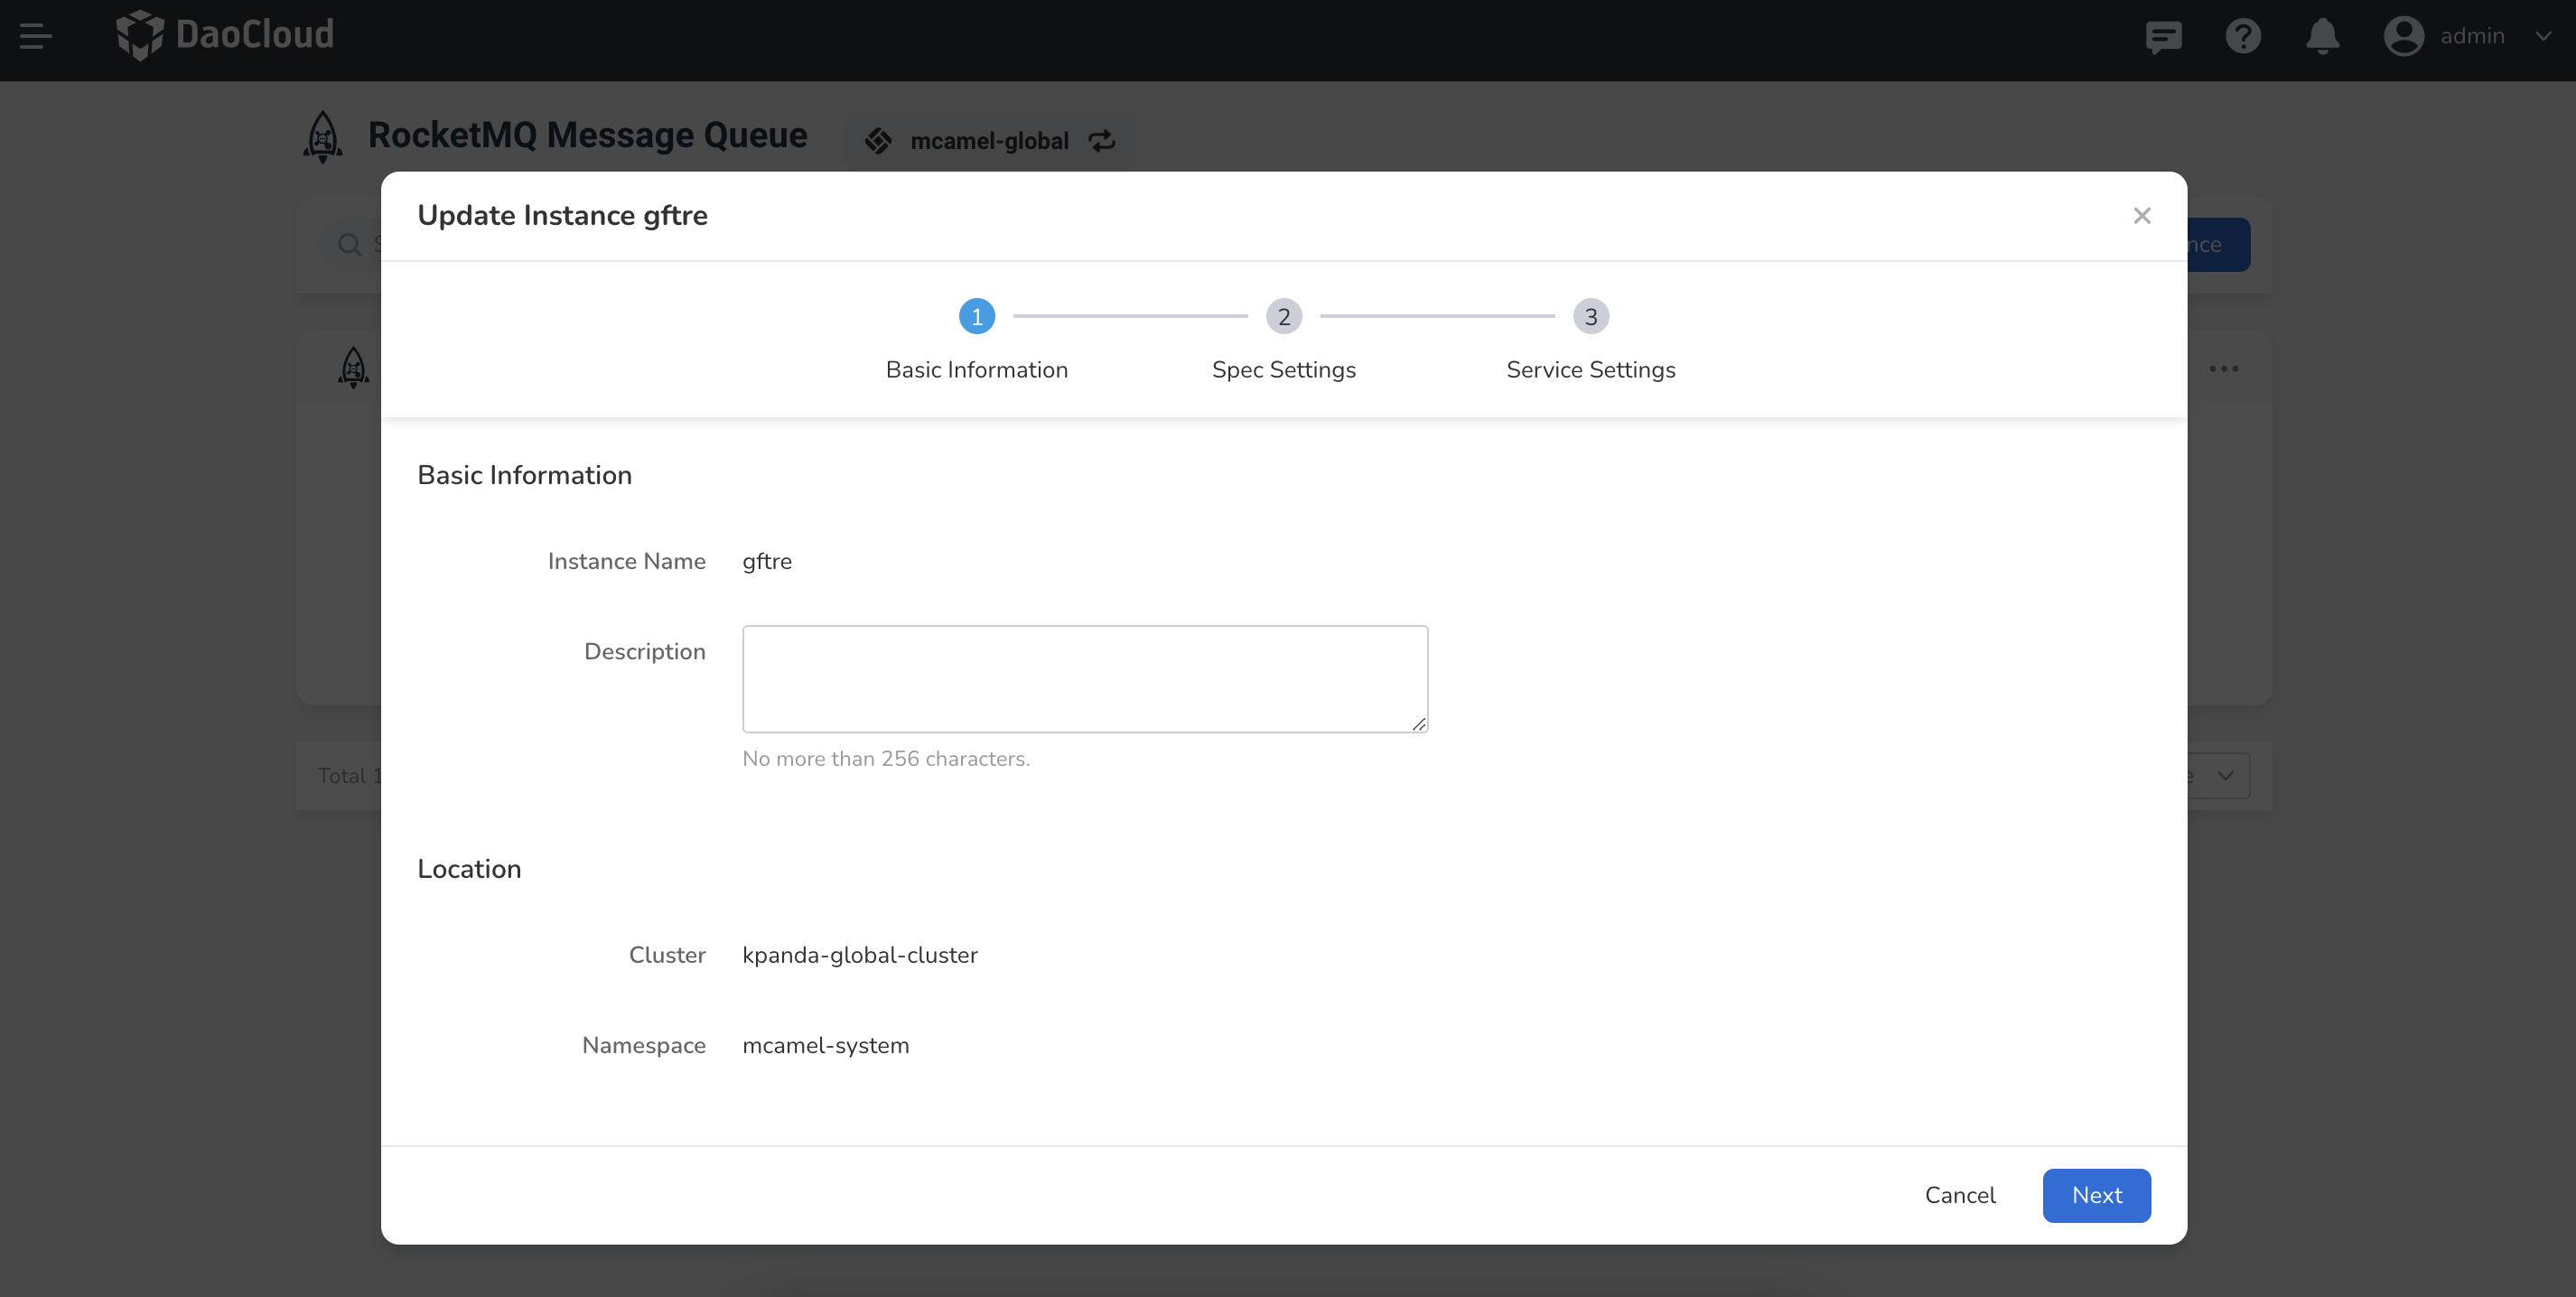 DaoCloud
admin
RocketMQ Message Queue
mcamel-global
Update Instance gftre
1
2
3
Basic Information
Spec Settings
Service Settings
Basic Information
Instance Name
gftre
Description
No more than 256 characters.
Total 1
Location
Cluster
kpanda-global-cluster
Namespace
mcamel-system
Cancel
Next